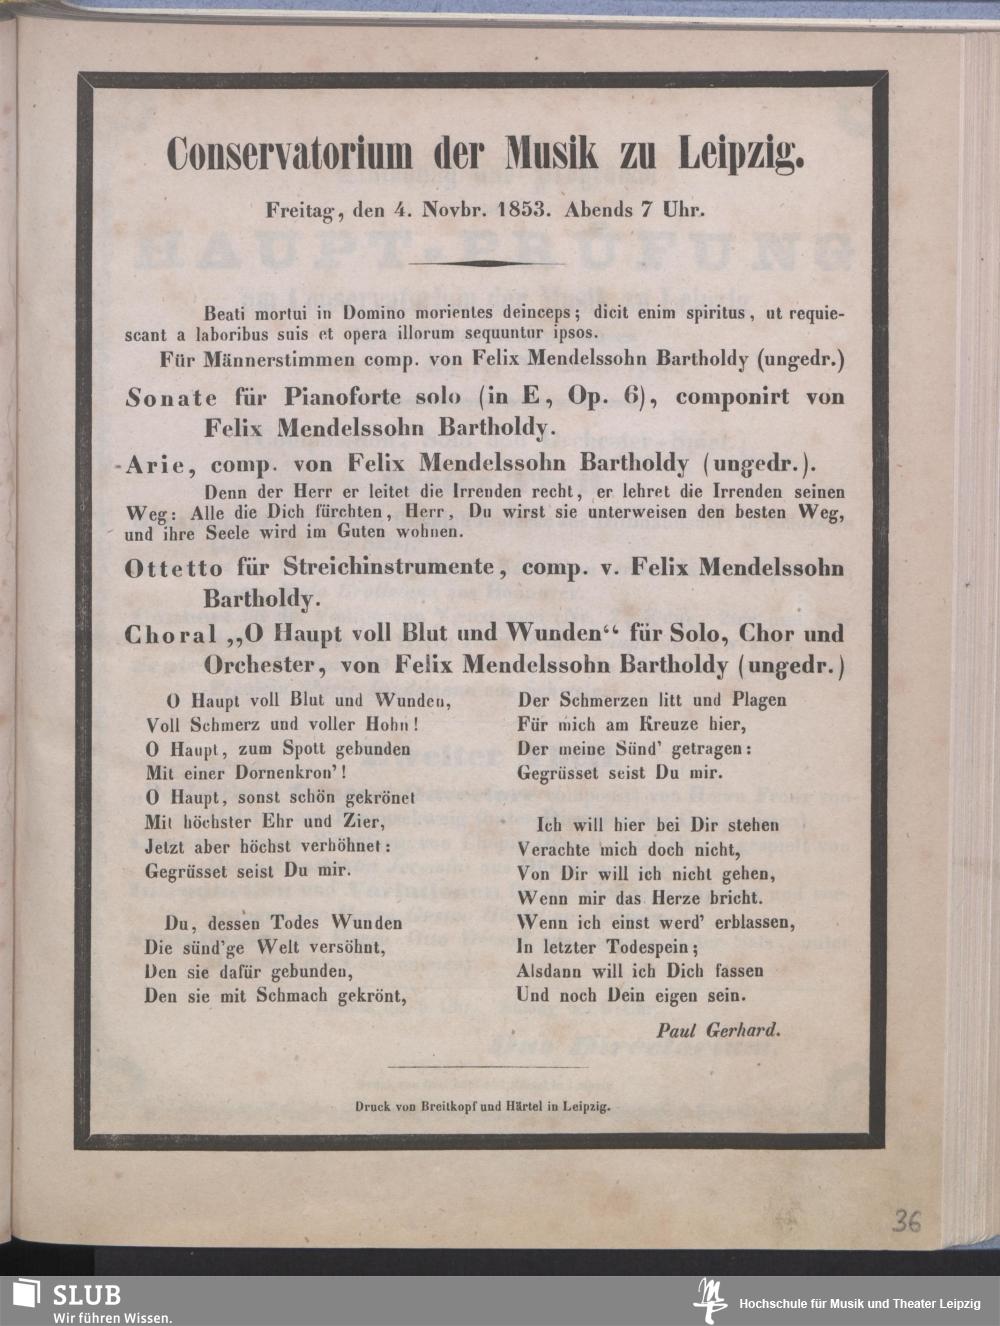 Conservatorium der Musik zu Leipzig.
Freitag, den 4. Novbr. 1853. Abends 7 Uhr.
Beati mortui in Domino morientes deinceps; dicit enim spiritus, ut requie-
scant a laboribus suis et opera illorum sequuntur ipsos.
Für Männerstimmen comp. von Felix Mendelssohn Bartholdy (ungedr.)
Sonate für Pianoforte solo (in E, Op. 6), componirt von
Felix Mendelssohn Bartholdy.
Arie, comp. von Felix Mendelssohn Bartholdy (ungedr.).
Denn der Herr er leitet die Irrenden recht, er lehret die Irrenden seinen
Weg: Alle die Dich fürchten, Herr, Du wirst sie unterweisen den besten Weg,
und ihre Seele wird im Guten wohnen.
Ottetto für Streichinstrumente, comp. v. Felix Mendelssohn
Bartholdy.
Choral „O Haupt voll Blut und Wunden“ für Solo, Chor und
Orchester, von Felix Mendelssohn Bartholdy (ungedr.)
O Haupt voll Blut und Wunden,
Voll Schmerz und voller Hohn!
O Haupt, zum Spott gebunden
Mit einer Dornenkron'!
O Haupt, sonst schön gekrönet
Mit höchster Ehr und Zier,
Jetzt aber höchst verhöhnet:
Gegrüsset seist Du mir.
Du, dessen Todes Wunden
Die sünd'ge Welt versöhnt,
Den sie dafür gebunden,
Den sie mit Schmach gekrönt,
Der Schmerzen litt und Plagen
Für mich am Kreuze hier,
Der meine Sünd' getragen:
Gegrüsset seist Du mir.
Ich will hier bei Dir stehen
Verachte mich doch nicht,
Von Dir will ich nicht gehen,
Wenn mir das Herze bricht.
Wenn ich einst werd' erblassen,
In letzter Todespein;
Alsdann will ich Dich fassen
Und noch Dein eigen sein.
Paul Gerhard.
Druck von Breitkopf und Härtel in Leipzig.
36
SLUB
Wir führen Wissen.
Hochschule für Musik und Theater Leipzig